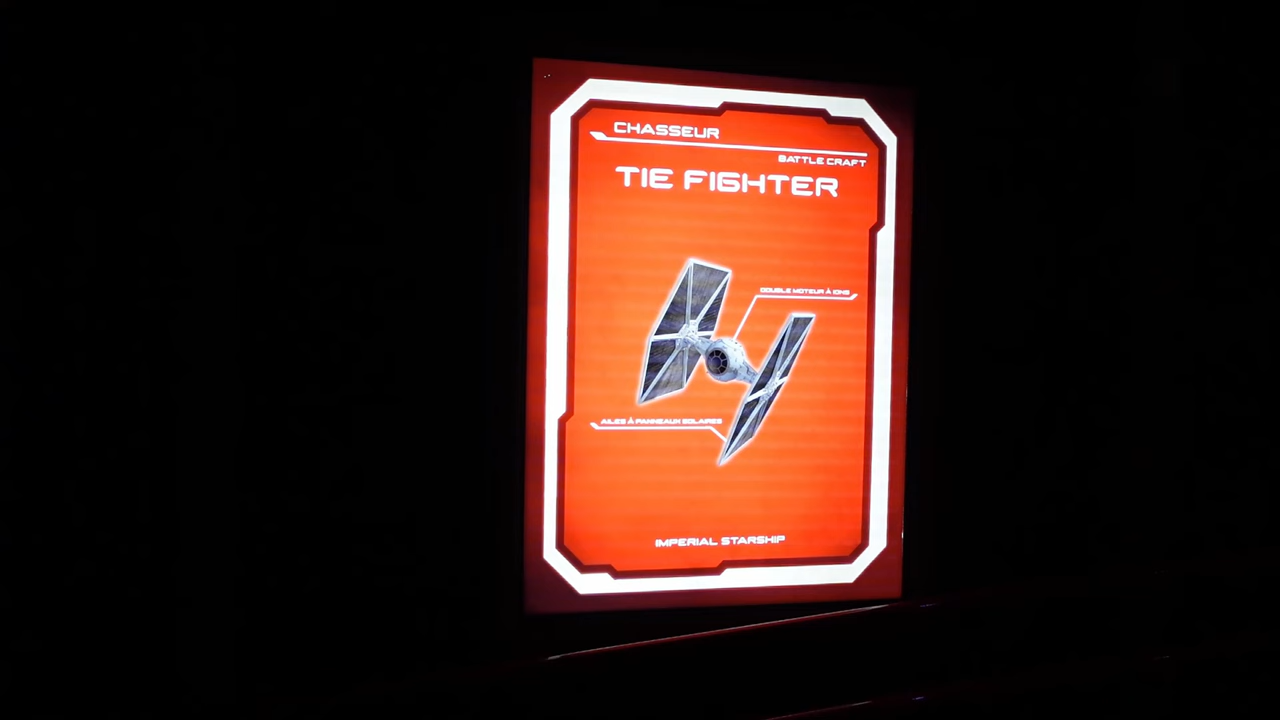 CHASSEUR
BATTLE CRAFT
TIE FIGHTER
DOUBLE MOTEUR À IONS
AILES À PANNEAUX SOLAIRES
IMPERIAL STARSHIP